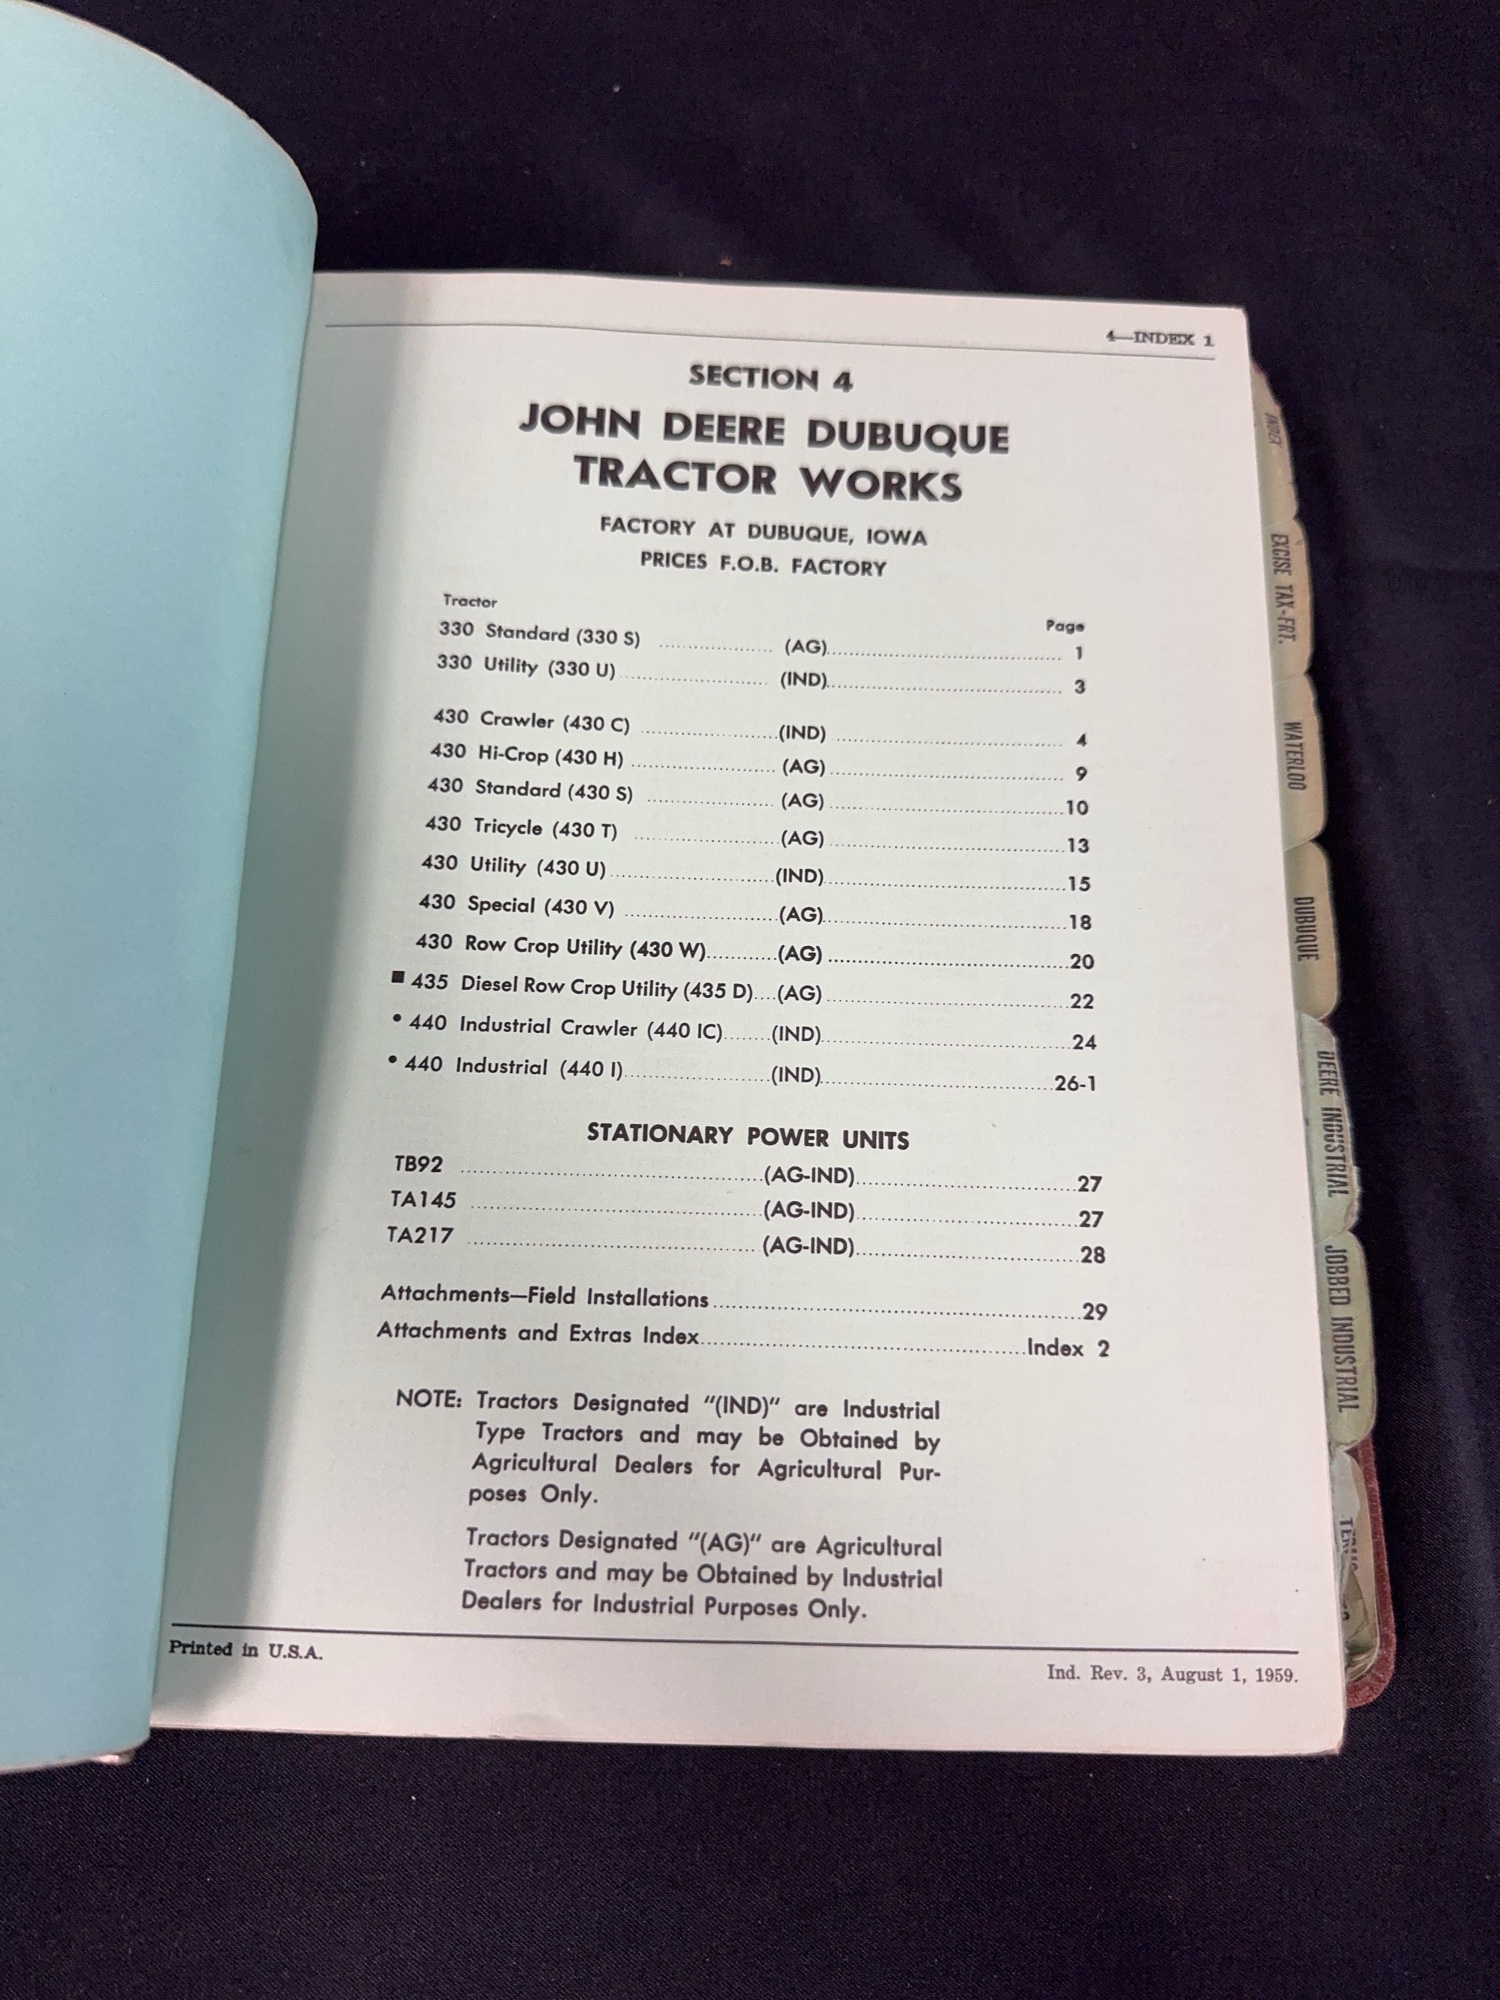 4—INDEX 1
SECTION 4
JOHN DEERE DUBUQUE
TRACTOR WORKS
FACTORY AT DUBUQUE, IOWA
PRICES F.O.B. FACTORY
Tractor Page
330 Standard (330 S) (AG) 1
330 Utility (330 U) (IND) 3
430 Crawler (430 C) (IND) 4
430 Hi-Crop (430 H) (AG) 9
430 Standard (430 S) (AG) 10
430 Tricycle (430 T) (AG) 13
430 Utility (430 U) (IND) 15
430 Special (430 V) (AG) 18
430 Row Crop Utility (430 W) (AG) 20
■ 435 Diesel Row Crop Utility (435 D) (AG) 22
• 440 Industrial Crawler (440 IC) (IND) 24
• 440 Industrial (440 I) (IND) 26-1
STATIONARY POWER UNITS
TB92 (AG-IND) 27
TA145 (AG-IND) 27
TA217 (AG-IND) 28
Attachments—Field Installations 29
Attachments and Extras Index Index 2
NOTE: Tractors Designated "(IND)" are Industrial
Type Tractors and may be Obtained by
Agricultural Dealers for Agricultural Pur-
poses Only.
Tractors Designated "(AG)" are Agricultural
Tractors and may be Obtained by Industrial
Dealers for Industrial Purposes Only.
Printed in U.S.A.
Ind. Rev. 3, August 1, 1959.
INDEX
EXCISE TAX-FRT.
WATERLOO
DUBUQUE
DEERE INDUSTRIAL
JOBBED INDUSTRIAL